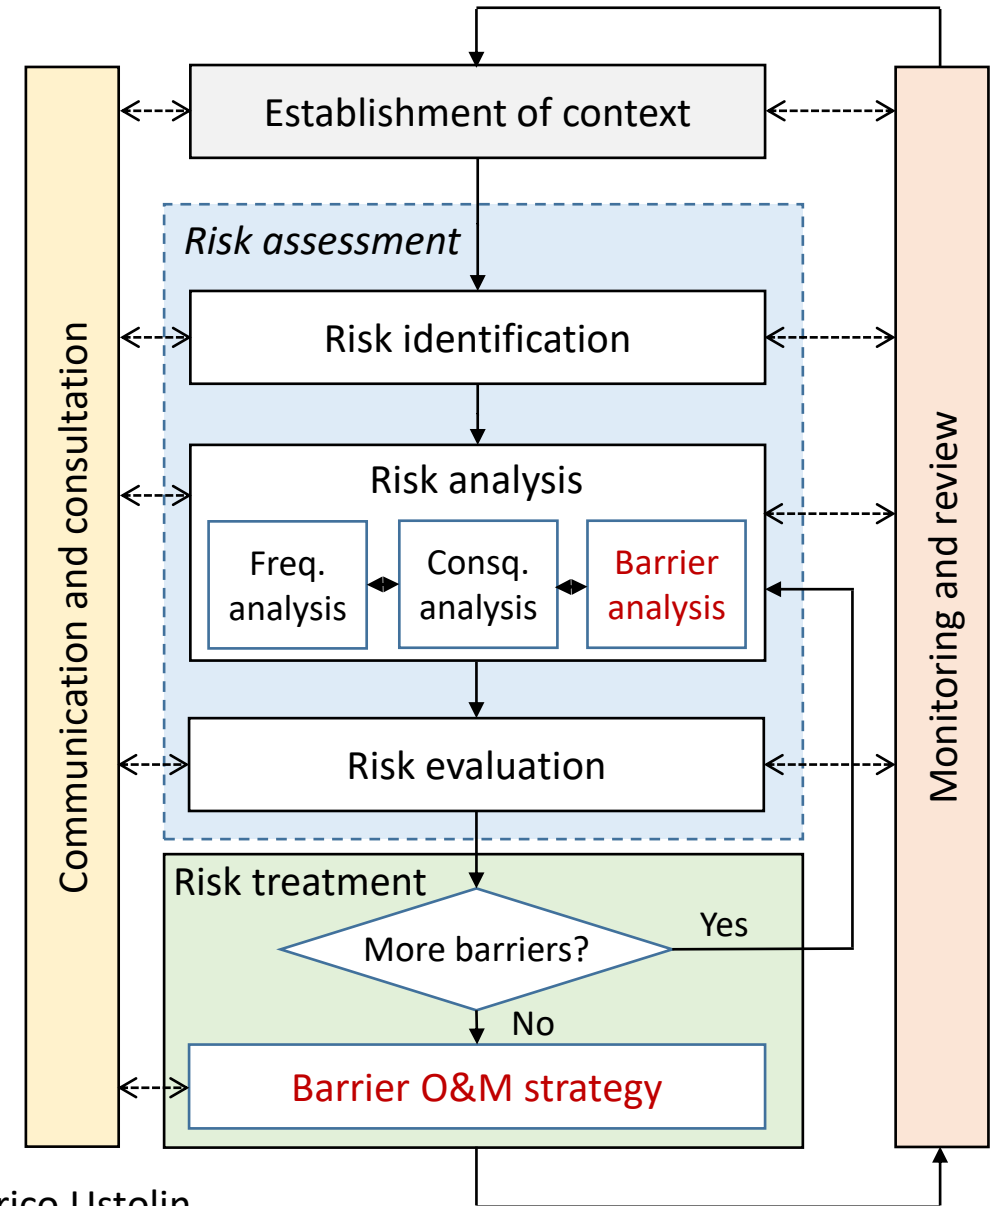 Establishment of context
Risk assessment
Risk identification
Risk analysis
Freq.
analysis
Consq.
analysis
Barrier
analysis
Risk evaluation
Risk treatment
More barriers?
Yes
No
Barrier O&M strategy
Communication and consultation
Monitoring and review